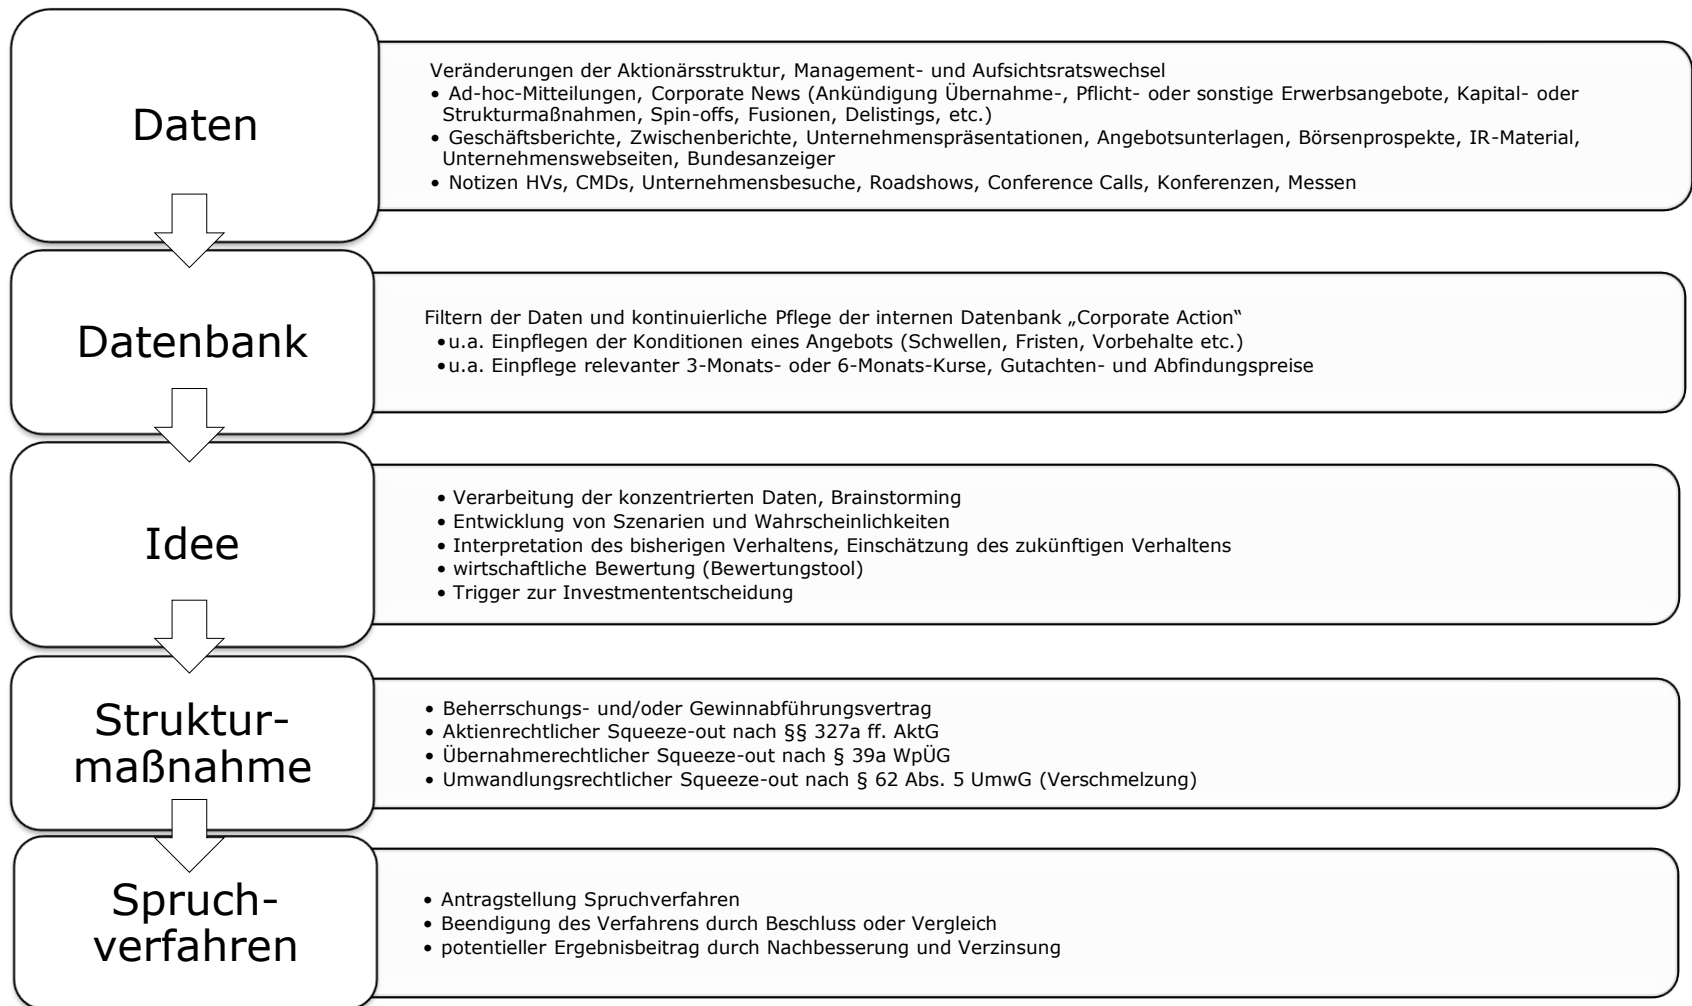 Daten
Veränderungen der Aktionärsstruktur, Management- und Aufsichtsratswechsel
• Ad-hoc-Mitteilungen, Corporate News (Ankündigung Übernahme-, Pflicht- oder sonstige Erwerbsangebote, Kapital- oder
Strukturmaßnahmen, Spin-offs, Fusionen, Delistings, etc.)
• Geschäftsberichte, Zwischenberichte, Unternehmenspräsentationen, Angebotsunterlagen, Börsenprospekte, IR-Material,
Unternehmenswebseiten, Bundesanzeiger
• Notizen HVs, CMDs, Unternehmensbesuche, Roadshows, Conference Calls, Konferenzen, Messen
Datenbank
Filtern der Daten und kontinuierliche Pflege der internen Datenbank „Corporate Action“
•u.a. Einpflegen der Konditionen eines Angebots (Schwellen, Fristen, Vorbehalte etc.)
•u.a. Einpflege relevanter 3-Monats- oder 6-Monats-Kurse, Gutachten- und Abfindungspreise
Idee
• Verarbeitung der konzentrierten Daten, Brainstorming
• Entwicklung von Szenarien und Wahrscheinlichkeiten
• Interpretation des bisherigen Verhaltens, Einschätzung des zukünftigen Verhaltens
• wirtschaftliche Bewertung (Bewertungstool)
• Trigger zur Investmententscheidung
Struktur-
maßnahme
• Beherrschungs- und/oder Gewinnabführungsvertrag
• Aktienrechtlicher Squeeze-out nach §§ 327a ff. AktG
• Übernahmerechtlicher Squeeze-out nach § 39a WpÜG
• Umwandlungsrechtlicher Squeeze-out nach § 62 Abs. 5 UmwG (Verschmelzung)
Spruch-
verfahren
• Antragstellung Spruchverfahren
• Beendigung des Verfahrens durch Beschluss oder Vergleich
• potentieller Ergebnisbeitrag durch Nachbesserung und Verzinsung